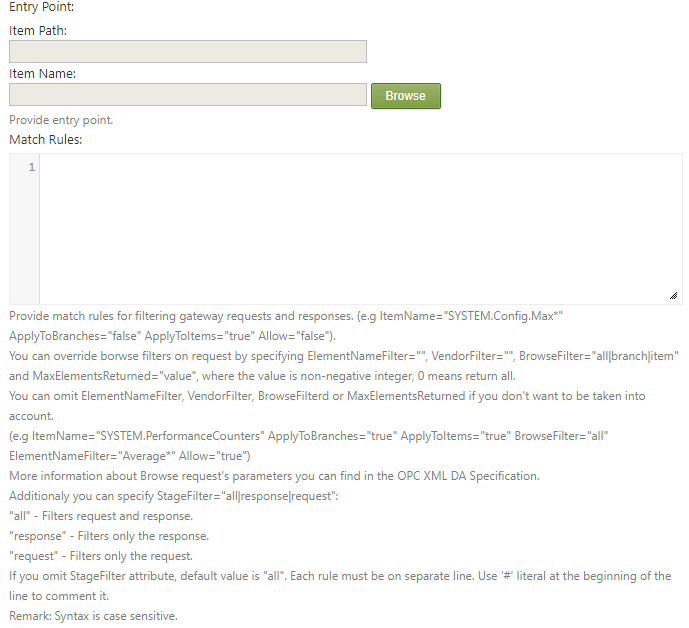 Entry Point:
Item Path:
Item Name:
Browse
Provide entry point.
Match Rules:
1
Provide match rules for filtering gateway requests and responses. (e.g ItemName="SYSTEM.Config.Max*"
ApplyToBranches="false" ApplyToItems="true" Allow="false").
You can override borwse filters on request by specifying ElementNameFilter="", VendorFilter="", BrowseFilter="all|branch|item"
and MaxElementsReturned="value", where the value is non-negative integer, 0 means return all.
You can omit ElementNameFilter, VendorFilter, BrowseFilterd or MaxElementsReturned if you don't want to be taken into
account.
(e.g ItemName="SYSTEM.PerformanceCounters" ApplyToBranches="true" ApplyToItems="true" BrowseFilter="all"
ElementNameFilter="Average*" Allow="true")
More information about Browse request's parameters you can find in the OPC XML DA Specification.
Additionaly you can specify StageFilter="all|response|request":
"all" - Filters request and response.
"response" - Filters only the response.
"request" - Filters only the request.
If you omit StageFilter attribute, default value is "all". Each rule must be on separate line. Use '#' literal at the beginning of the
line to comment it.
Remark: Syntax is case sensitive.